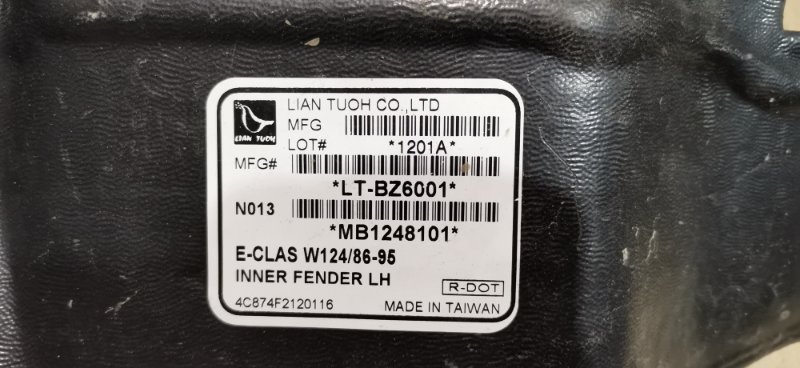 LIAN TUOH CO.,LTD
LIAN TUOH
MFG
LOT# *1201A*
MFG#
*LT-BZ6001*
N013
*MB1248101*
E-CLAS W124/86-95
INNER FENDER LH
R-DOT
4C874F2120116 MADE IN TAIWAN